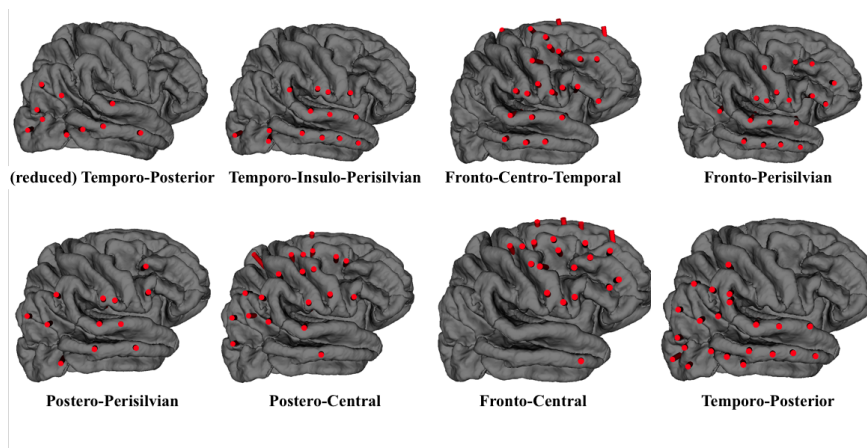 (reduced) Temporo-Posterior
Temporo-Insulo-Perisilvian
Fronto-Centro-Temporal
Fronto-Perisilvian
Postero-Perisilvian
Postero-Central
Fronto-Central
Temporo-Posterior